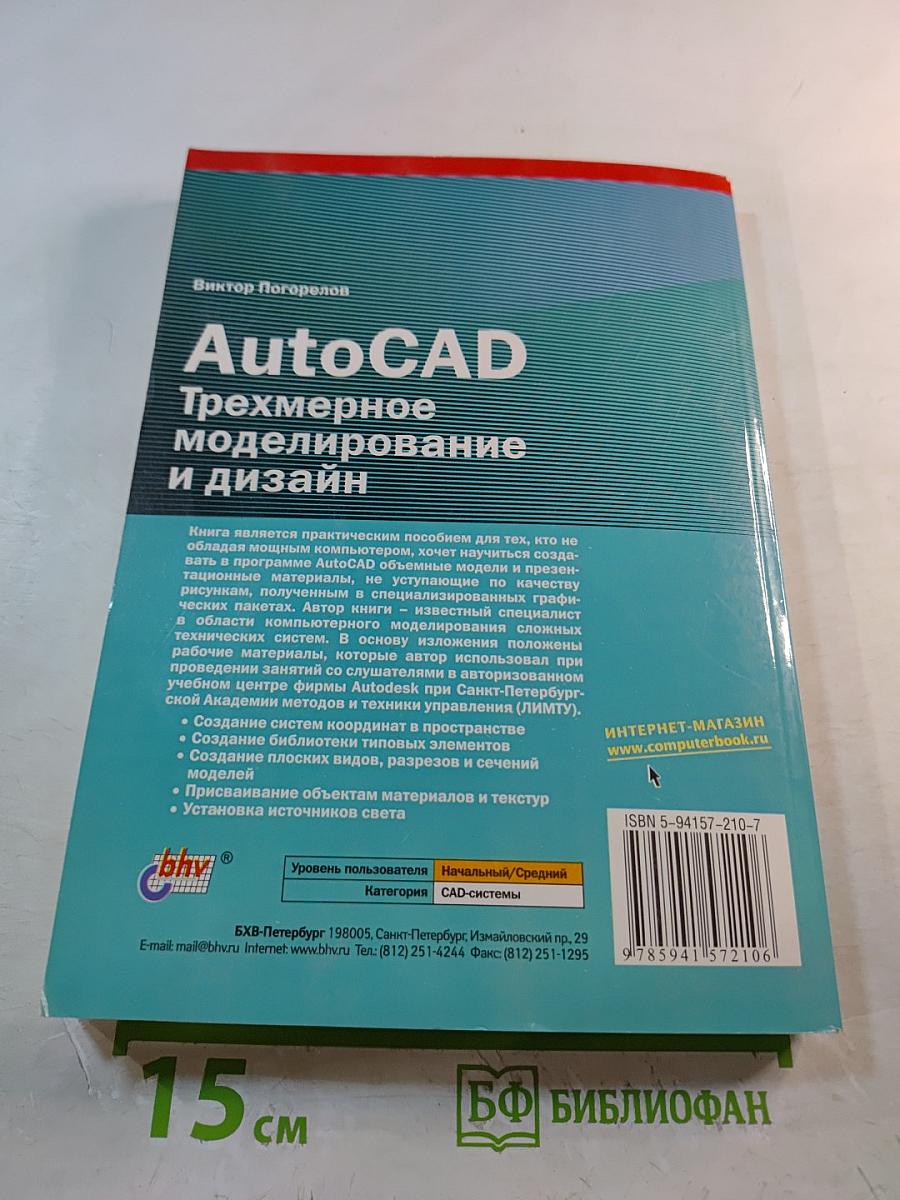 Виктор Погорелов
AutoCAD
Трехмерное
моделирование
и дизайн
Книга является практическим пособием для тех, кто не
обладая мощным компьютером, хочет научиться созда-
вать в программе AutoCAD объемные модели и презен-
тационные материалы, не уступающие по качеству
рисункам, полученным в специализированных графи-
ческих пакетах. Автор книги – известный специалист
в области компьютерного моделирования сложных
технических систем. В основу изложения положены
рабочие материалы, которые автор использовал при
проведении занятий со слушателями в авторизованном
учебном центре фирмы Autodesk при Санкт-Петербург-
ской Академии методов и техники управления (ЛИМТУ).
• Создание систем координат в пространстве
• Создание библиотеки типовых элементов
• Создание плоских видов, разрезов и сечений
моделей
• Присваивание объектам материалов и текстур
• Установка источников света
ИНТЕРНЕТ-МАГАЗИН
www.computerbook.ru
ISBN 5-94157-210-7
9 785941 572106
bhv ®
Уровень пользователя Начальный/Средний
Категория CAD-системы
БХВ-Петербург 198005, Санкт-Петербург, Измайловский пр., 29
E-mail: mail@bhv.ru Internet: www.bhv.ru Тел.: (812) 251-4244 Факс: (812) 251-1295
15 см
БФ БИБЛИОФАН